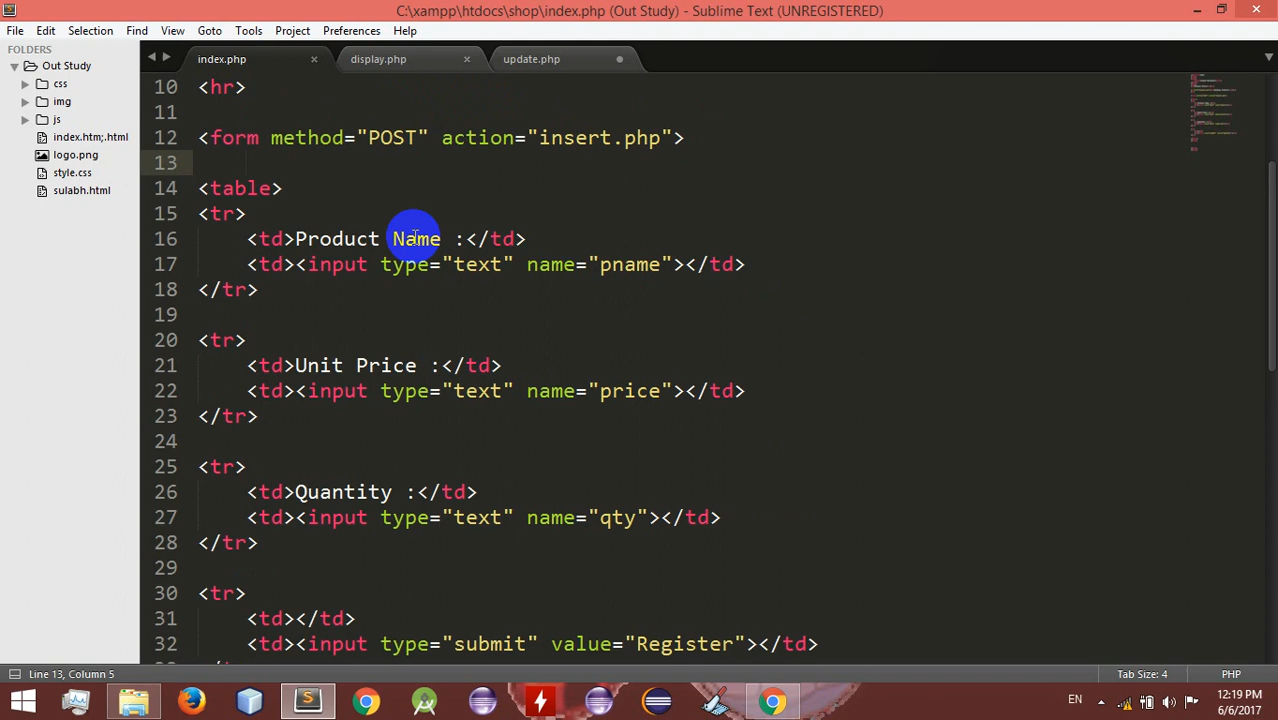 C:\xampp\htdocs\shop\index.php (Out Study) - Sublime Text (UNREGISTERED)
File Edit Selection Find View Goto Tools Project Preferences Help
FOLDERS
Out Study
css
img
js
index.htm;.html
logo.png
style.css
sulabh.html
index.php display.php update.php
10 <hr>
11
12 <form method="POST" action="insert.php">
13
14 <table>
15 <tr>
16 <td>Product Name :</td>
17 <td><input type="text" name="pname"></td>
18 </tr>
19
20 <tr>
21 <td>Unit Price :</td>
22 <td><input type="text" name="price"></td>
23 </tr>
24
25 <tr>
26 <td>Quantity :</td>
27 <td><input type="text" name="qty"></td>
28 </tr>
29
30 <tr>
31 <td></td>
32 <td><input type="submit" value="Register"></td>
Line 13, Column 5 Tab Size: 4 PHP
EN 12:19 PM
6/6/2017